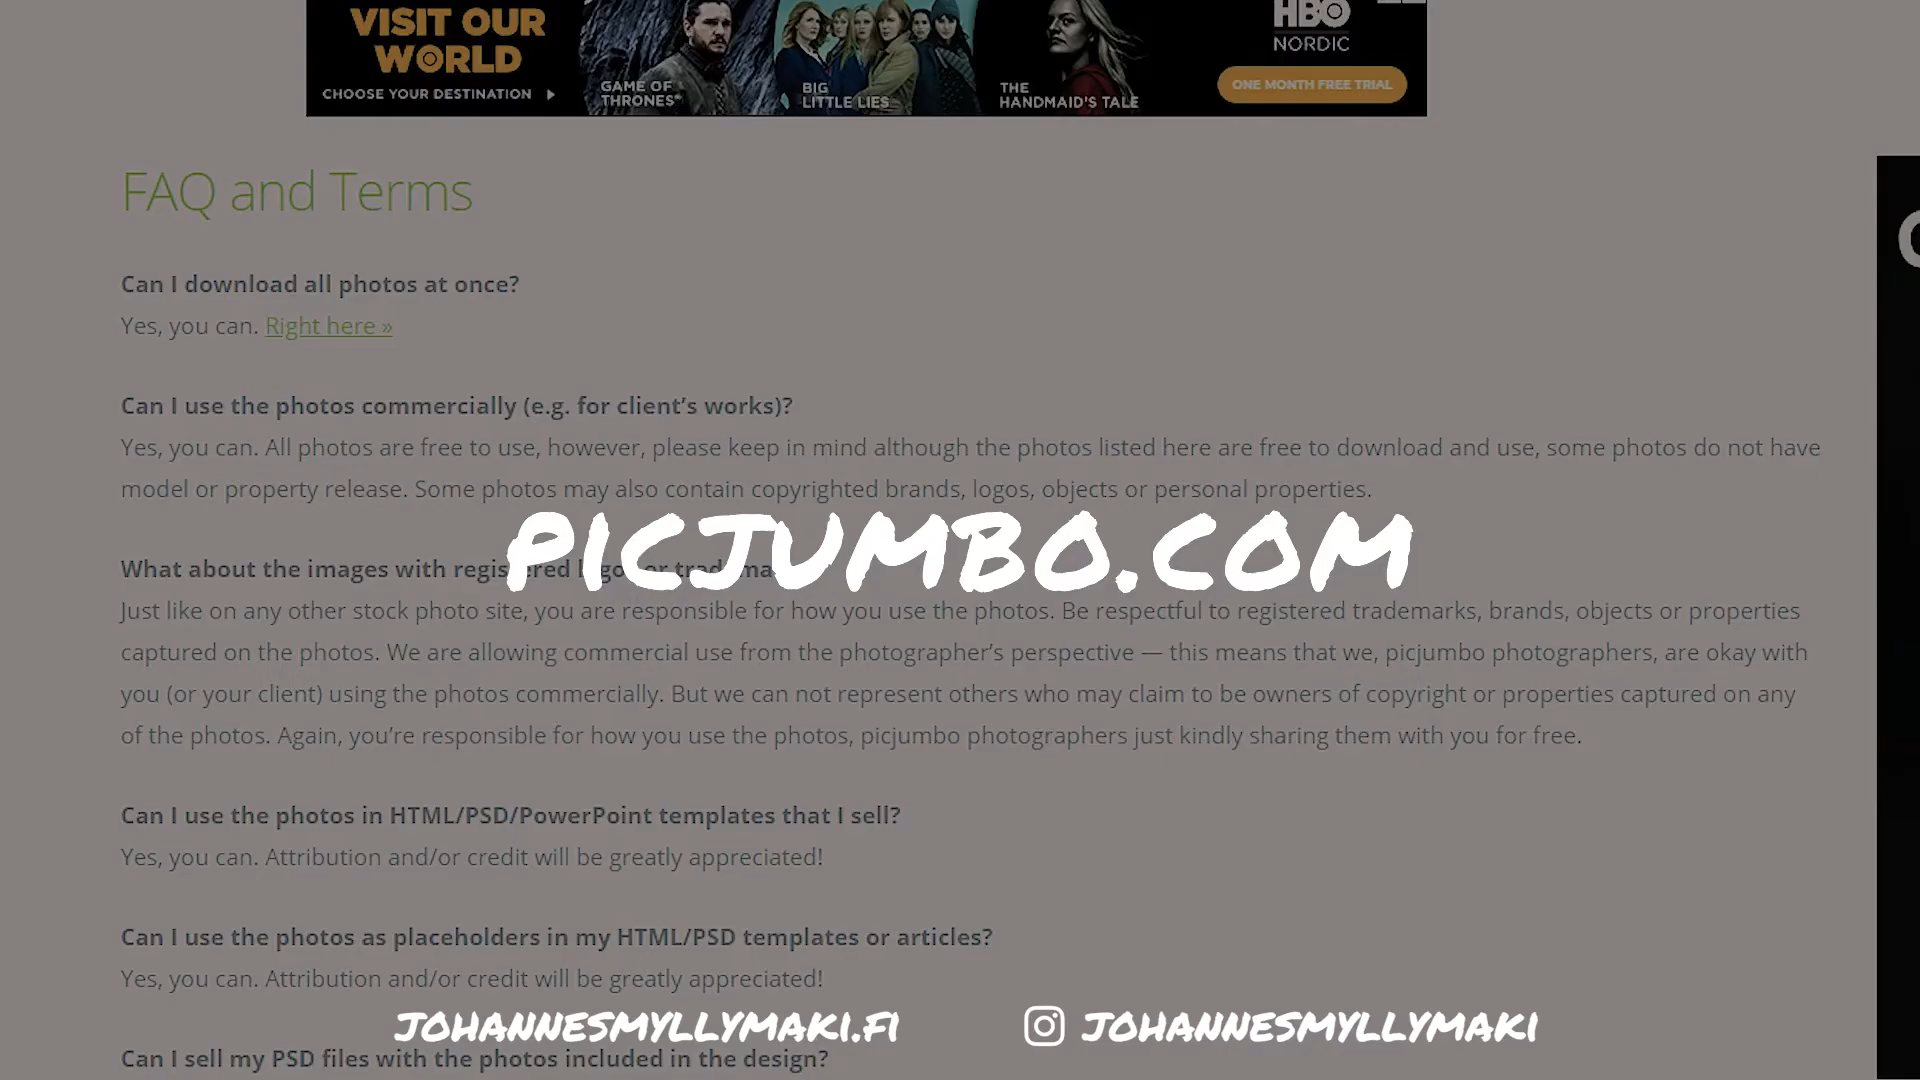 VISIT OUR
WORLD
CHOOSE YOUR DESTINATION
GAME OF
THRONES
BIG
LITTLE LIES
THE
HANDMAID'S TALE
HBO
NORDIC
ONE MONTH FREE TRIAL
FAQ and Terms
Can I download all photos at once?
Yes, you can. Right here »
Can I use the photos commercially (e.g. for client’s works)?
Yes, you can. All photos are free to use, however, please keep in mind although the photos listed here are free to download and use, some photos do not have
model or property release. Some photos may also contain copyrighted brands, logos, objects or personal properties.
PICJUMBO.COM
What about the images with registered logos or
Just like on any other stock photo site, you are responsible for how you use the photos. Be respectful to registered trademarks, brands, objects or properties
captured on the photos. We are allowing commercial use from the photographer’s perspective — this means that we, picjumbo photographers, are okay with
you (or your client) using the photos commercially. But we can not represent others who may claim to be owners of copyright or properties captured on any
of the photos. Again, you’re responsible for how you use the photos, picjumbo photographers just kindly sharing them with you for free.
Can I use the photos in HTML/PSD/PowerPoint templates that I sell?
Yes, you can. Attribution and/or credit will be greatly appreciated!
Can I use the photos as placeholders in my HTML/PSD templates or articles?
Yes, you can. Attribution and/or credit will be greatly appreciated!
JOHANNESMYLLYMAKI.FI
JOHANNESMYLLYMAKI
Can I sell my PSD files with the photos included in the design?